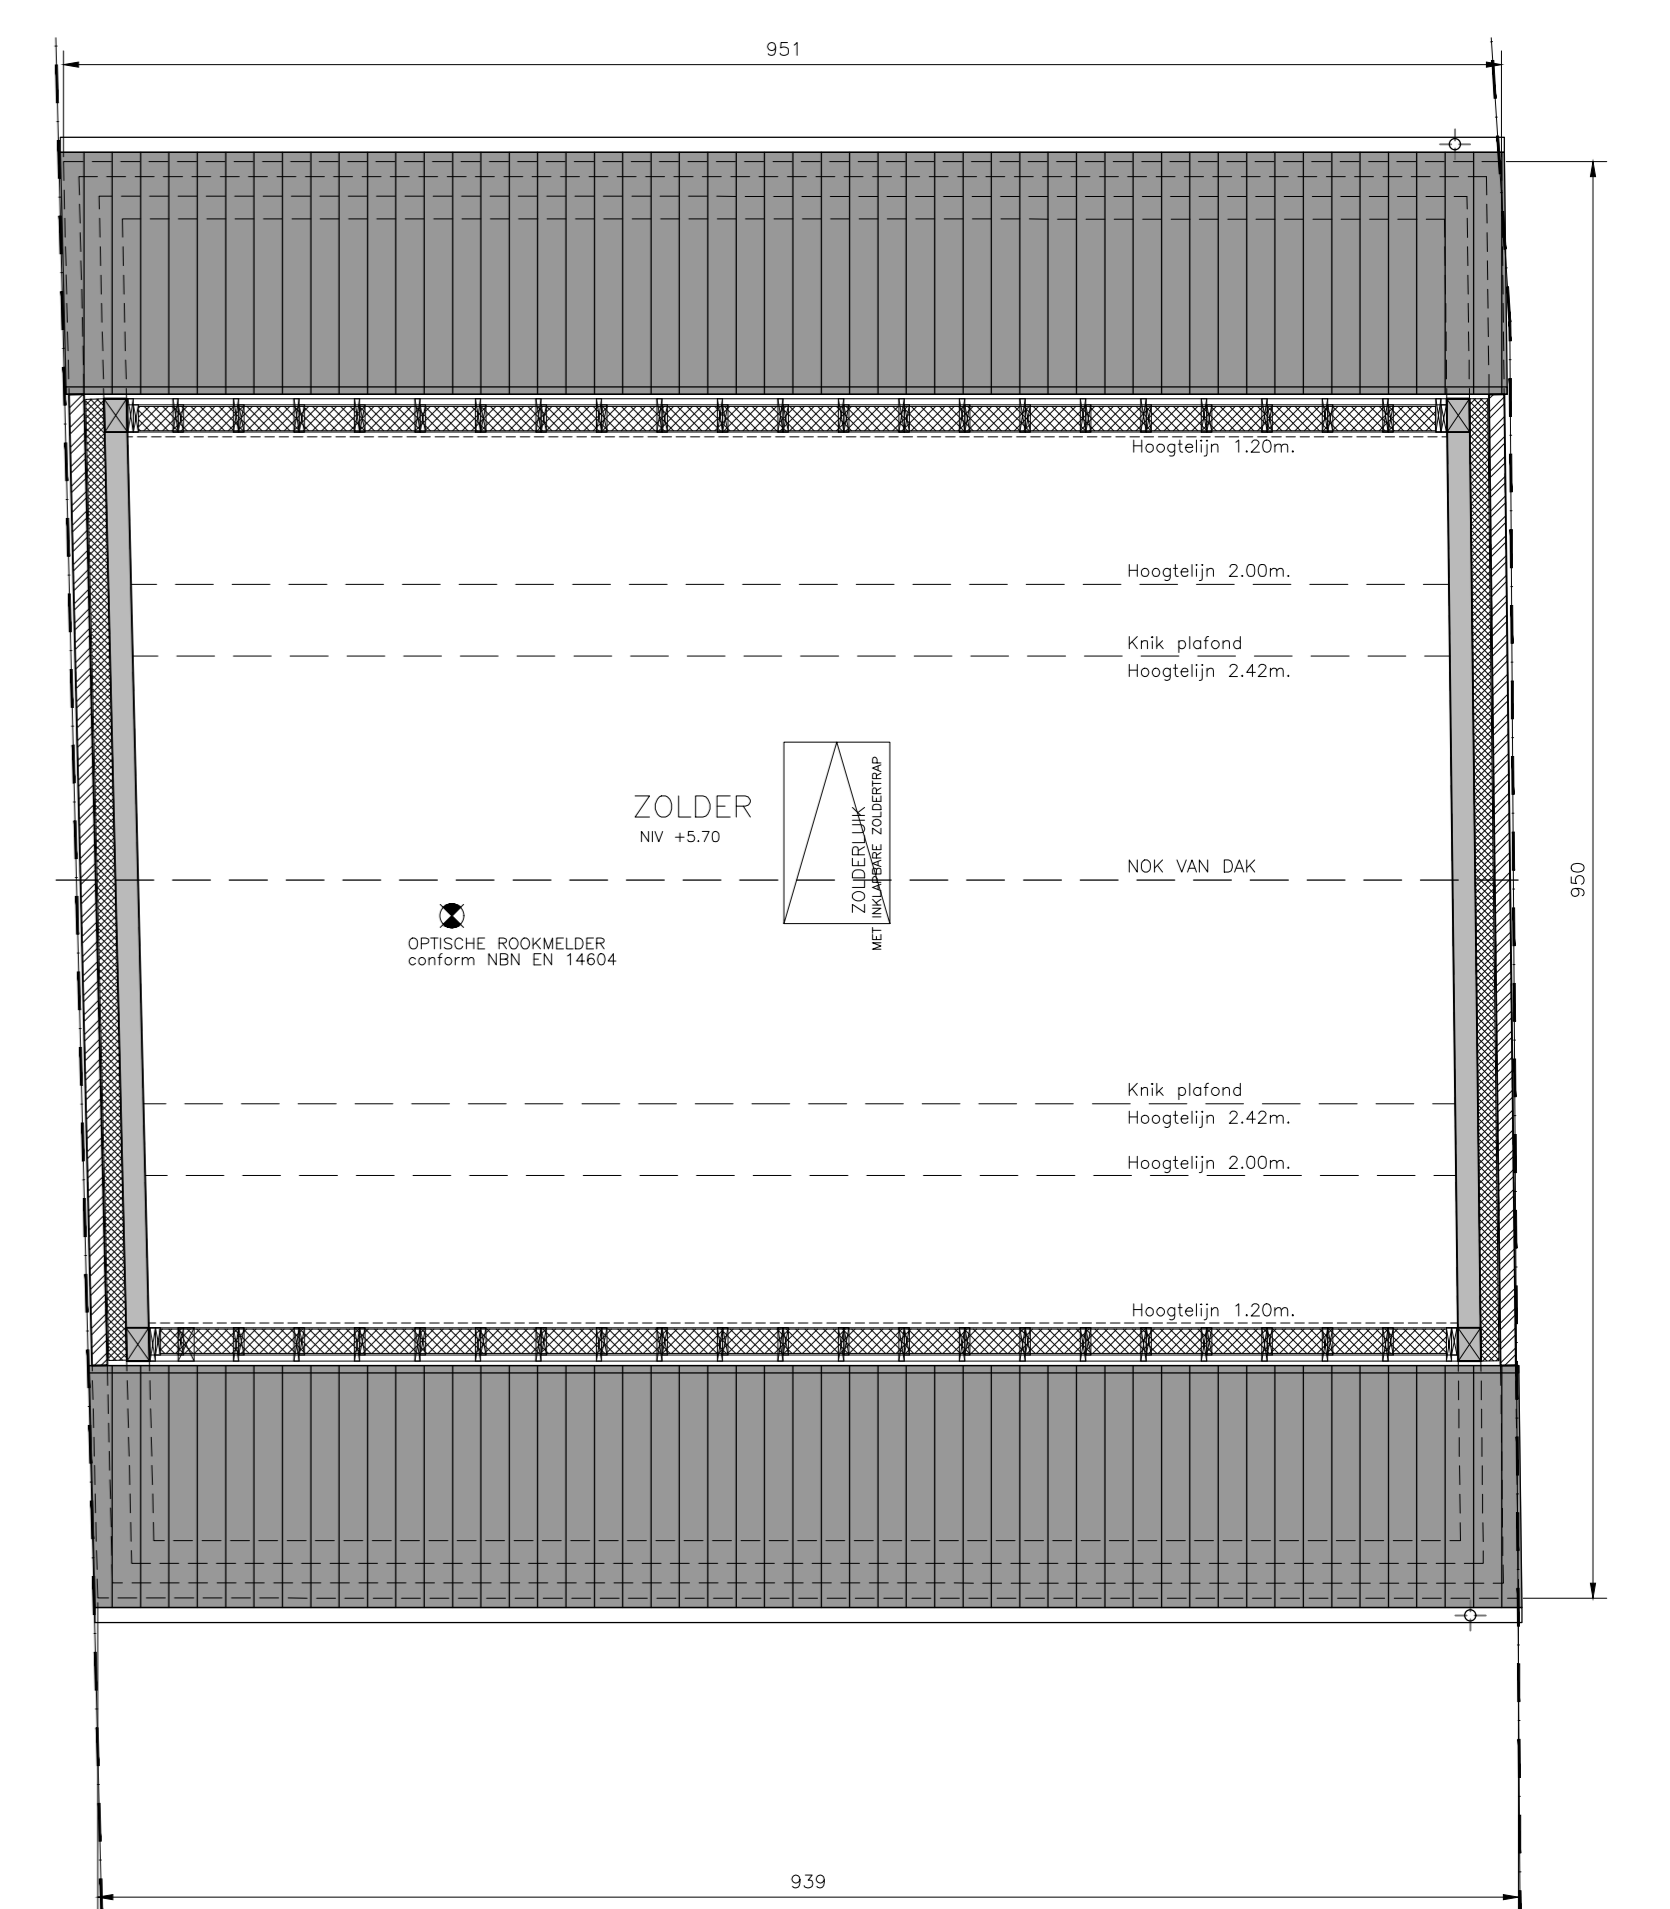 951
Hoogtelijn 1.20m.
Hoogtelijn 2.00m.
Knik plafond
Hoogtelijn 2.42m.
ZOLDER
NIV +5.70
ZOLDERLUIK
MET INKLAPBARE ZOLDERTRAP
NOK VAN DAK
950
OPTISCHE ROOKMELDER
conform NBN EN 14604
Knik plafond
Hoogtelijn 2.42m.
Hoogtelijn 2.00m.
Hoogtelijn 1.20m.
939